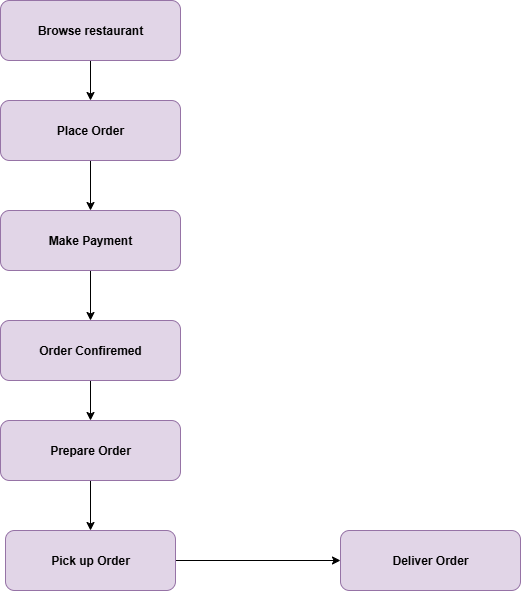 Browse restaurant
Place Order
Make Payment
Order Confiremed
Prepare Order
Pick up Order
Deliver Order